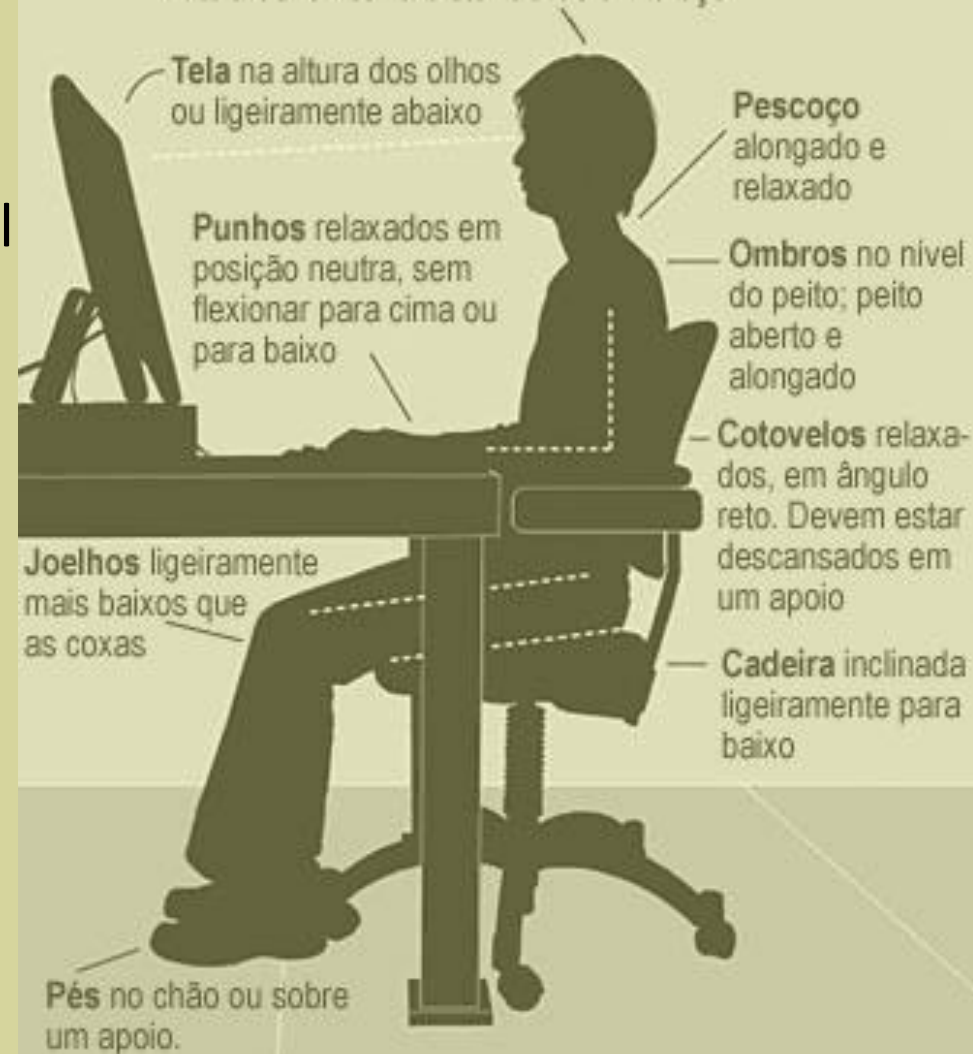 Tela na altura dos olhos
ou ligeiramente abaixo
Pescoço
alongado e
relaxado
Punhos relaxados em
posição neutra, sem
flexionar para cima ou
para baixo
Ombros no nível
do peito; peito
aberto e
alongado
Cotovelos relaxa-
dos, em ângulo
reto. Devem estar
descansados em
um apoio
Joelhos ligeiramente
mais baixos que
as coxas
Cadeira inclinada
ligeiramente para
baixo
Pés no chão ou sobre
um apoio.